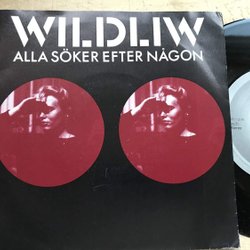 WILDLIW
ALLA SÖKER EFTER NÅGON